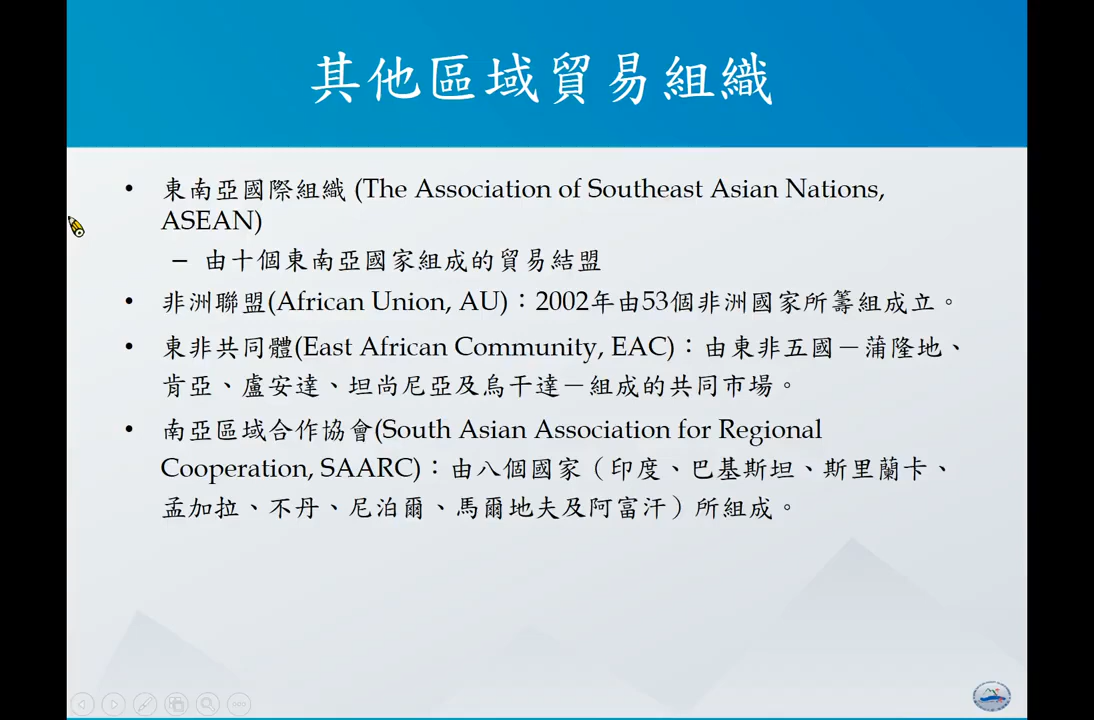 其他區域貿易組織
• 東南亞國際組織 (The Association of Southeast Asian Nations,
ASEAN)
– 由十個東南亞國家組成的貿易結盟
• 非洲聯盟(African Union, AU)：2002年由53個非洲國家所籌組成立。
• 東非共同體(East African Community, EAC)：由東非五國－蒲隆地、
肯亞、盧安達、坦尚尼亞及烏干達－組成的共同市場。
• 南亞區域合作協會(South Asian Association for Regional
Cooperation, SAARC)：由八個國家（印度、巴基斯坦、斯里蘭卡、
孟加拉、不丹、尼泊爾、馬爾地夫及阿富汗）所組成。